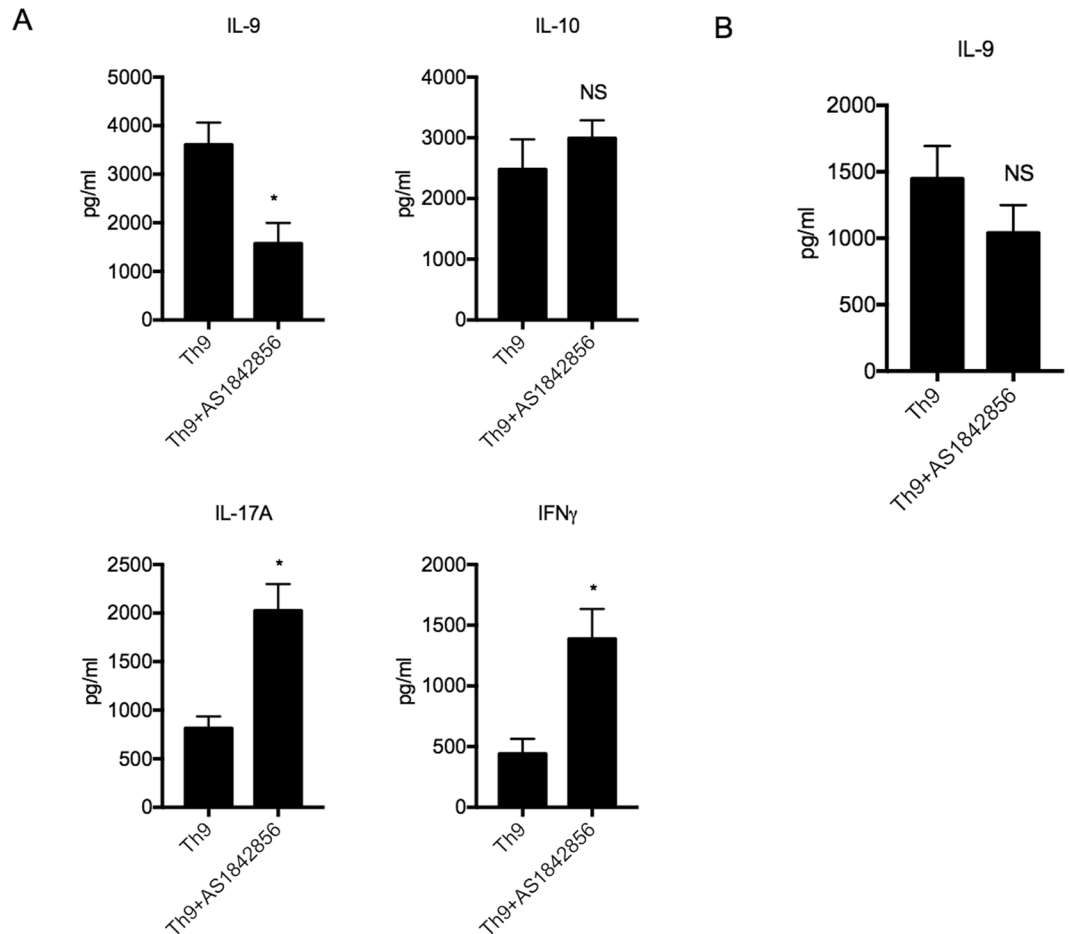 A
IL-9
5000
4000
3000
2000
1000
0
pg/ml
*
Th9
Th9+AS1842856
IL-10
4000
3000
2000
1000
0
pg/ml
NS
Th9
Th9+AS1842856
B
IL-9
2000
1500
1000
500
0
pg/ml
NS
Th9
Th9+AS1842856
IL-17A
2500
2000
1500
1000
500
0
pg/ml
*
Th9
Th9+AS1842856
IFNγ
2000
1500
1000
500
0
pg/ml
*
Th9
Th9+AS1842856